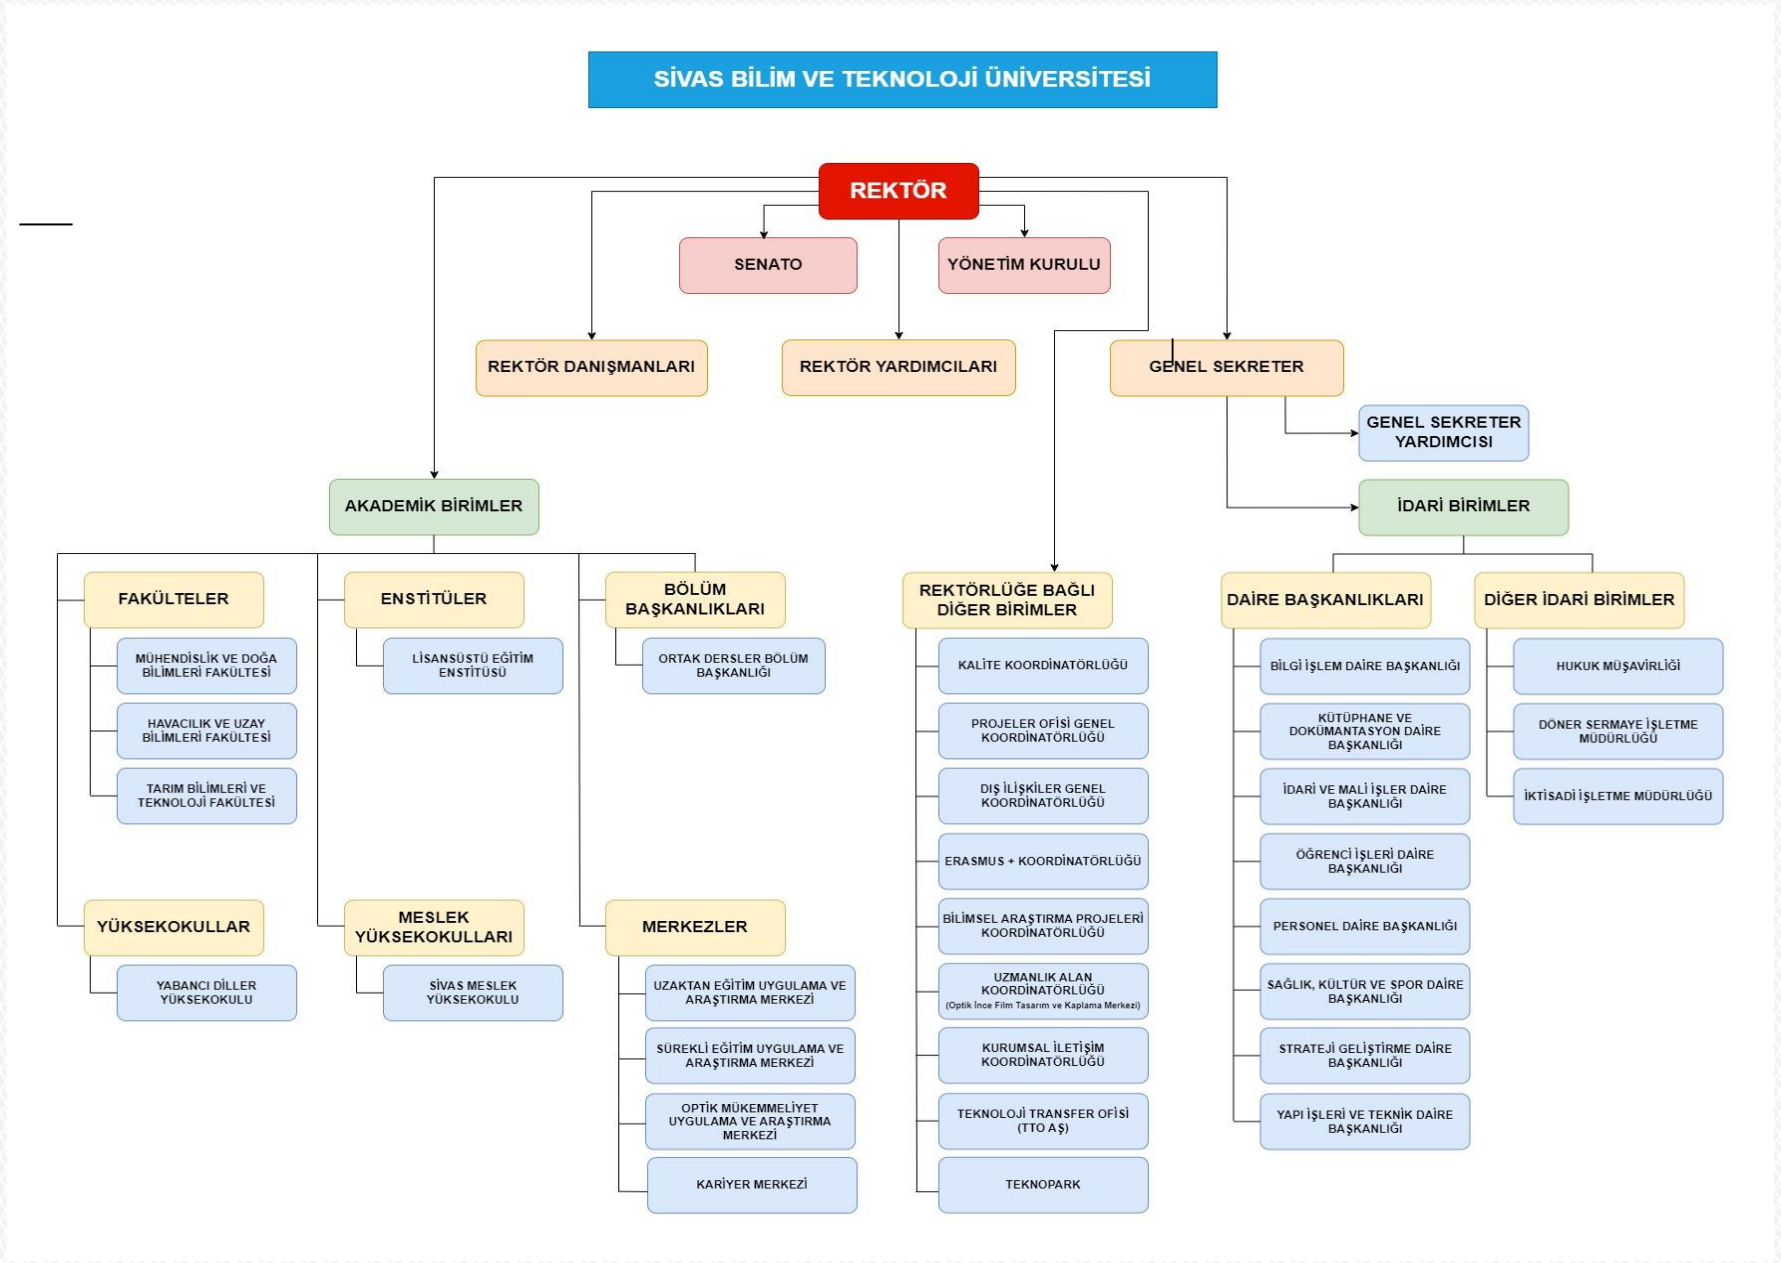 SİVAS BİLİM VE TEKNOLOJİ ÜNİVERSİTESİ
REKTÖR
SENATO
YÖNETİM KURULU
REKTÖR DANIŞMANLARI
REKTÖR YARDIMCILARI
GENEL SEKRETER
GENEL SEKRETER
YARDIMCISI
AKADEMİK BİRİMLER
İDARİ BİRİMLER
FAKÜLTELER
MÜHENDİSLİK VE DOĞA
BİLİMLERİ FAKÜLTESİ
HAVACILIK VE UZAY
BİLİMLERİ FAKÜLTESİ
TARIM BİLİMLERİ VE
TEKNOLOJİ FAKÜLTESİ
ENSTİTÜLER
LİSANSÜSTÜ EĞİTİM
ENSTİTÜSÜ
BÖLÜM
BAŞKANLIKLARI
ORTAK DERSLER BÖLÜM
BAŞKANLIĞI
YÜKSEKOKULLAR
YABANCI DİLLER
YÜKSEKOKULU
MESLEK
YÜKSEKOKULLARI
SİVAS MESLEK
YÜKSEKOKULU
MERKEZLER
UZAKTAN EĞİTİM UYGULAMA VE
ARAŞTIRMA MERKEZİ
SÜREKLİ EĞİTİM UYGULAMA VE
ARAŞTIRMA MERKEZİ
OPTİK MÜKEMMELİYET
UYGULAMA VE ARAŞTIRMA
MERKEZİ
KARİYER MERKEZİ
REKTÖRLÜĞE BAĞLI
DİĞER BİRİMLER
KALİTE KOORDİNATÖRLÜĞÜ
PROJELER OFİSİ GENEL
KOORDİNATÖRLÜĞÜ
DIŞ İLİŞKİLER GENEL
KOORDİNATÖRLÜĞÜ
ERASMUS + KOORDİNATÖRLÜĞÜ
BİLİMSEL ARAŞTIRMA PROJELERİ
KOORDİNATÖRLÜĞÜ
UZMANLIK ALAN
KOORDİNATÖRLÜĞÜ
(Optik İnce Film Tasarım ve Kaplama Merkezi)
KURUMSAL İLETİŞİM
KOORDİNATÖRLÜĞÜ
TEKNOLOJİ TRANSFER OFİSİ
(TTO AŞ)
TEKNOPARK
DAİRE BAŞKANLIKLARI
BİLGİ İŞLEM DAİRE BAŞKANLIĞI
KÜTÜPHANE VE
DOKÜMANTASYON DAİRE
BAŞKANLIĞI
İDARİ VE MALİ İŞLER DAİRE
BAŞKANLIĞI
ÖĞRENCİ İŞLERİ DAİRE
BAŞKANLIĞI
PERSONEL DAİRE BAŞKANLIĞI
SAĞLIK, KÜLTÜR VE SPOR DAİRE
BAŞKANLIĞI
STRATEJİ GELİŞTİRME DAİRE
BAŞKANLIĞI
YAPI İŞLERİ VE TEKNİK DAİRE
BAŞKANLIĞI
DİĞER İDARİ BİRİMLER
HUKUK MÜŞAVİRLİĞİ
DÖNER SERMAYE İŞLETME
MÜDÜRLÜĞÜ
İKTİSADİ İŞLETME MÜDÜRLÜĞÜ